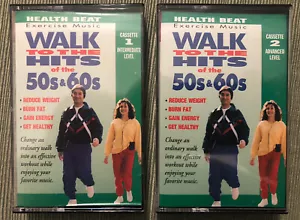 HEALTH BEAT
Exercise Music
WALK
TO THE
HITS
of the
50s & 60s
CASSETTE
1
INTERMEDIATE
LEVEL
• REDUCE WEIGHT
• BURN FAT
• GAIN ENERGY
• GET HEALTHY
Change an
ordinary walk
into an effective
workout while
enjoying your
favorite music.
HEALTH BEAT
Exercise Music
WALK
TO THE
HITS
of the
50s & 60s
CASSETTE
2
ADVANCED
LEVEL
• REDUCE WEIGHT
• BURN FAT
• GAIN ENERGY
• GET HEALTHY
Change an
ordinary walk
into an effective
workout while
enjoying your
favorite music.